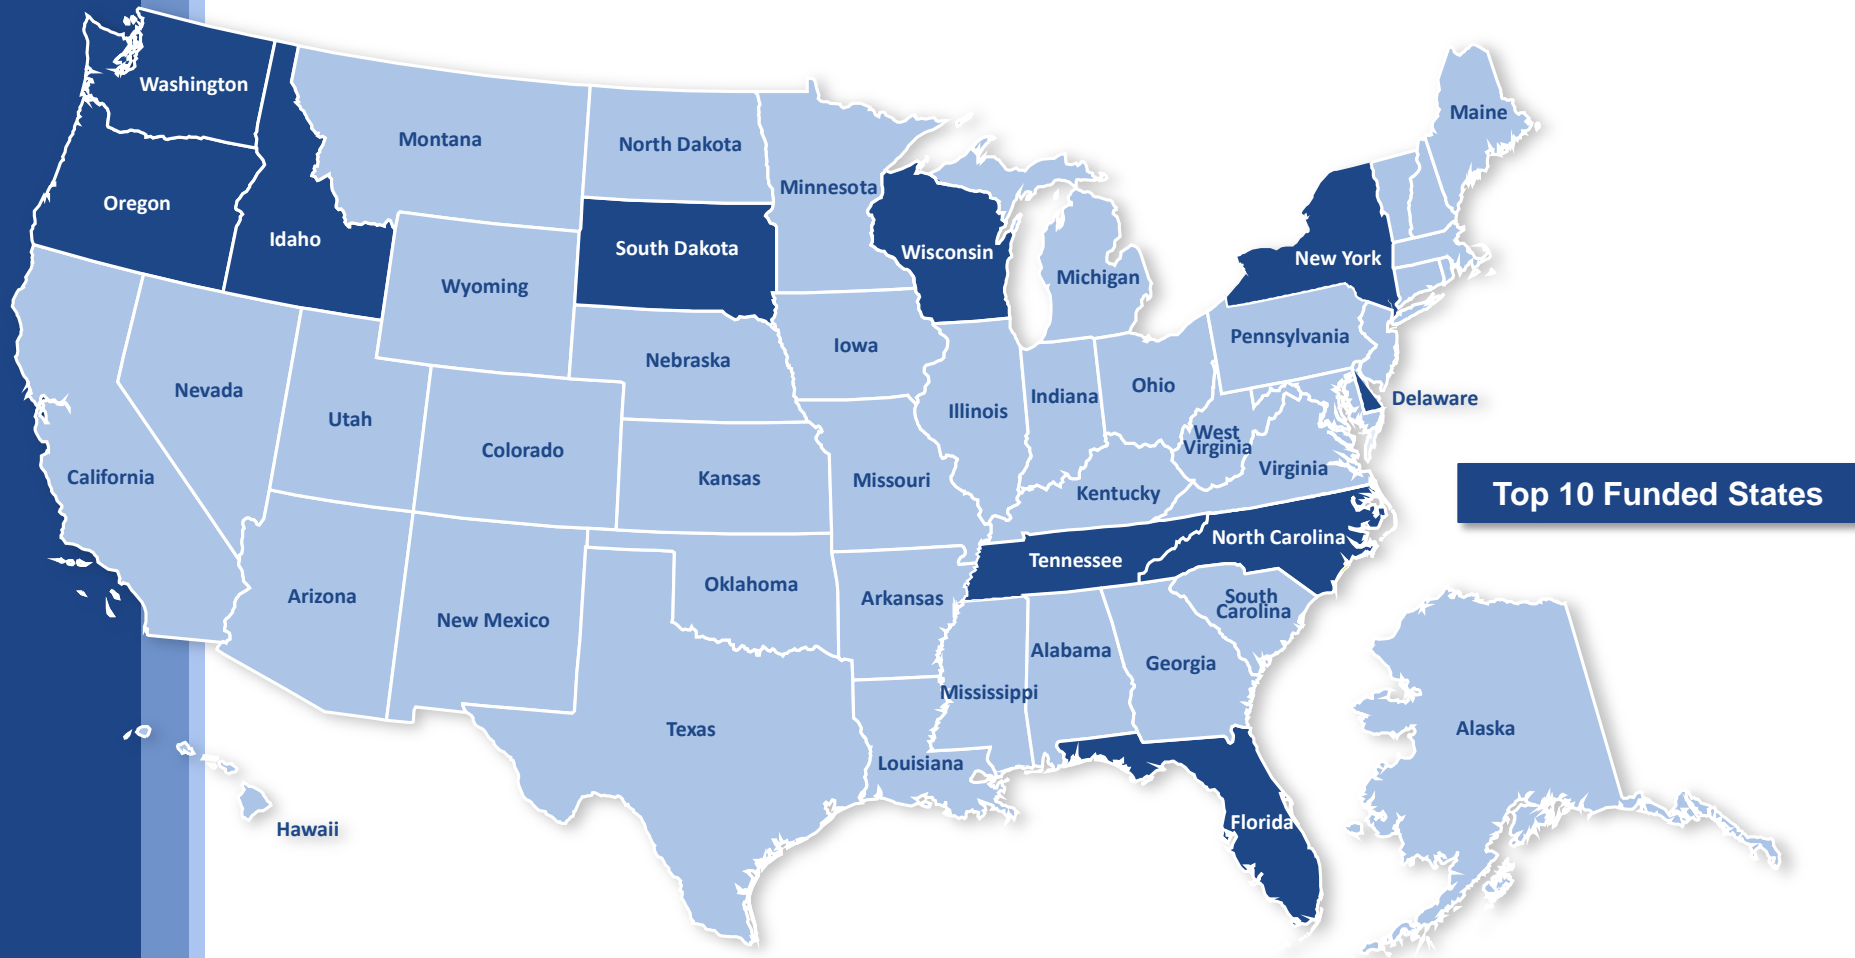 Washington
Montana
North Dakota
Minnesota
Maine
Oregon
Idaho
South Dakota
Wisconsin
New York
Wyoming
Michigan
Pennsylvania
Iowa
Nebraska
Nevada
Utah
Illinois
Indiana
Ohio
Delaware
Colorado
California
Kansas
Missouri
West
Virginia
Virginia
Kentucky
Top 10 Funded States
North Carolina
Tennessee
Arizona
New Mexico
Oklahoma
Arkansas
South
Carolina
Alabama
Georgia
Mississippi
Texas
Louisiana
Alaska
Hawaii
Florida